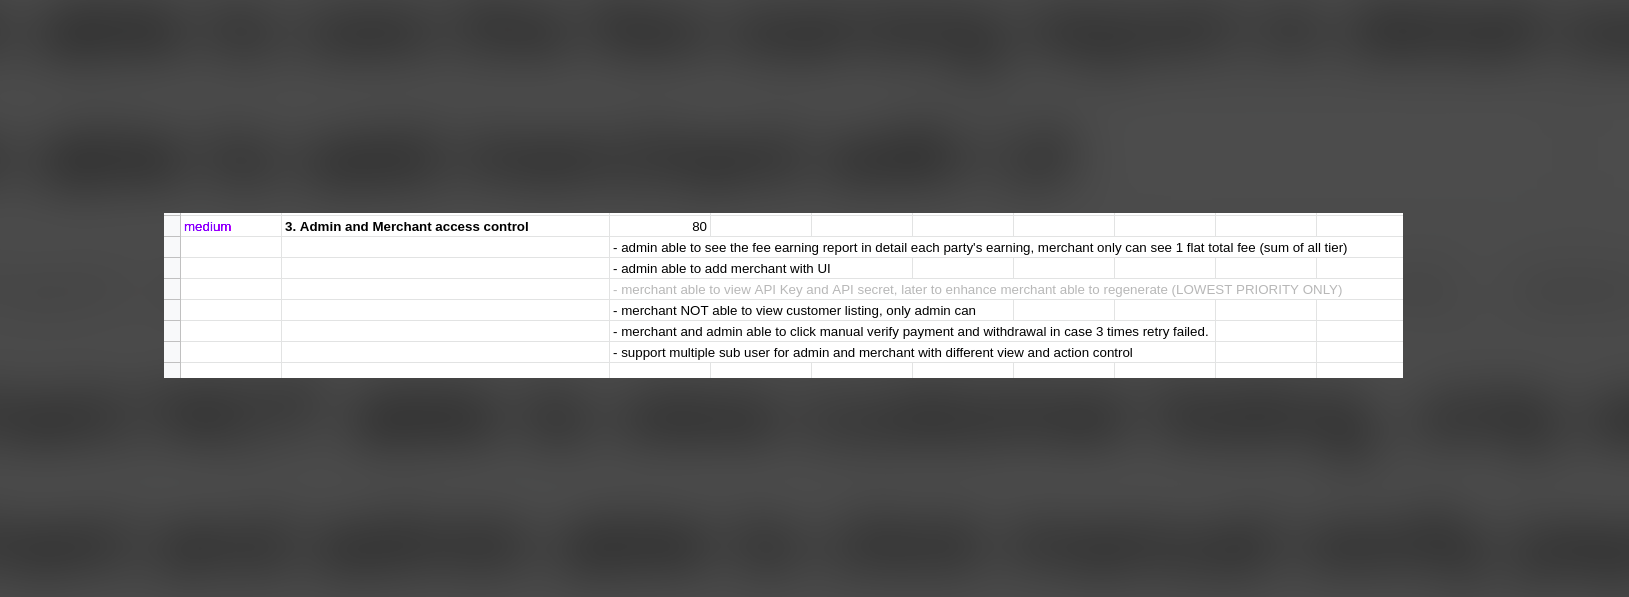 medium 3. Admin and Merchant access control 80
- admin able to see the fee earning report in detail each party's earning, merchant only can see 1 flat total fee (sum of all tier)
- admin able to add merchant with UI
- merchant able to view API Key and API secret, later to enhance merchant able to regenerate (LOWEST PRIORITY ONLY)
- merchant NOT able to view customer listing, only admin can
- merchant and admin able to click manual verify payment and withdrawal in case 3 times retry failed.
- support multiple sub user for admin and merchant with different view and action control